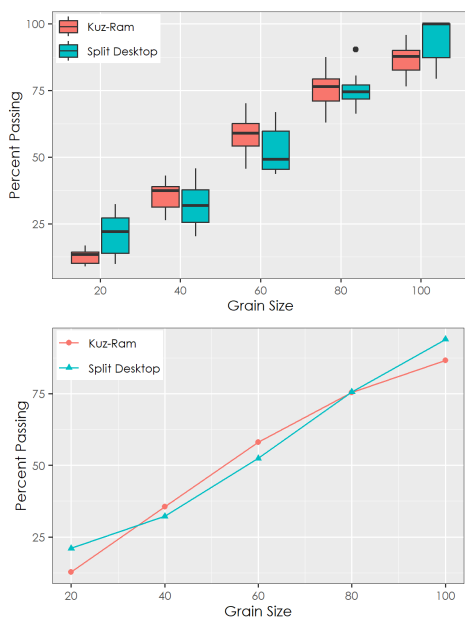 100
75
50
25
Percent Passing
Kuz-Ram
Split Desktop
20 40 60 80 100
Grain Size
75
50
25
Percent Passing
Kuz-Ram
Split Desktop
20 40 60 80 100
Grain Size